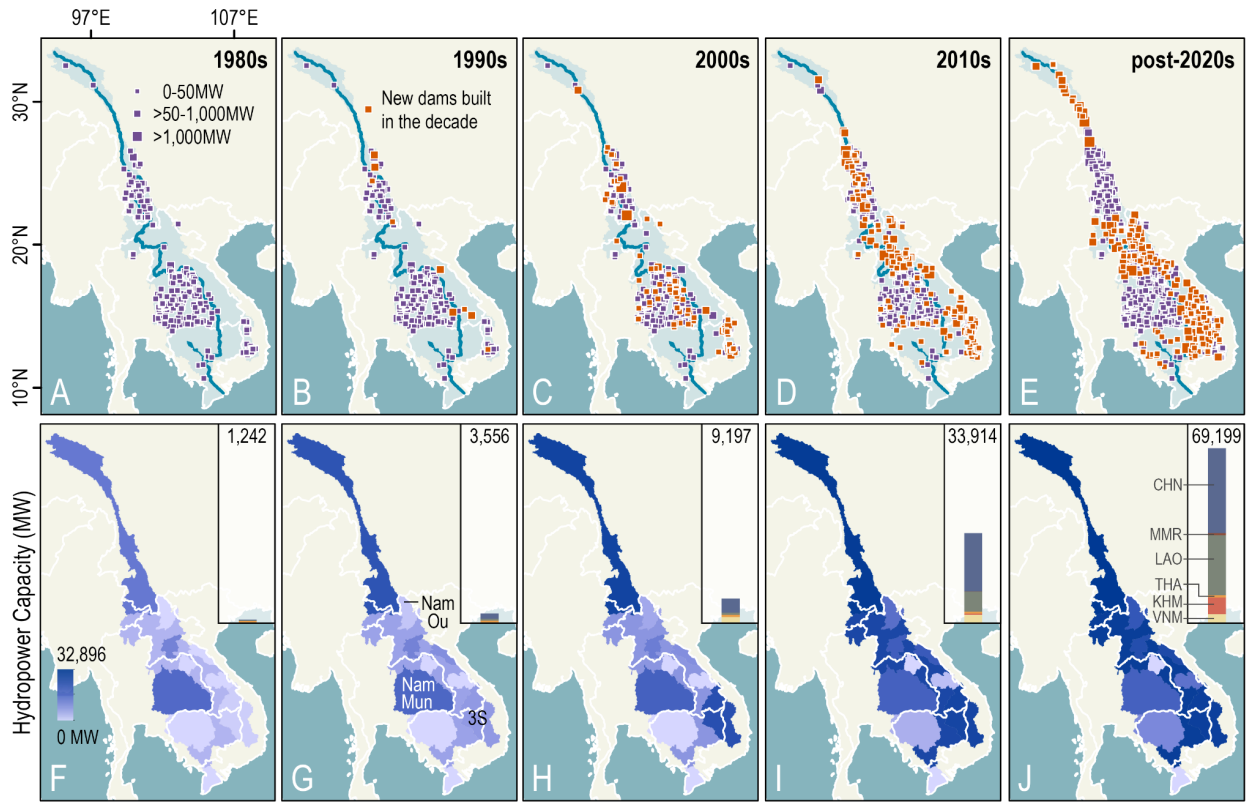 97°E
107°E
1980s
1990s
2000s
2010s
post-2020s
0-50MW
>50-1,000MW
>1,000MW
New dams built
in the decade
30°N
20°N
10°N
A
B
C
D
E
Hydropower Capacity (MW)
1,242
3,556
9,197
33,914
69,199
CHN
MMR
LAO
THA
KHM
VNM
Nam
Ou
Nam
Mun
3S
32,896
0 MW
F
G
H
I
J